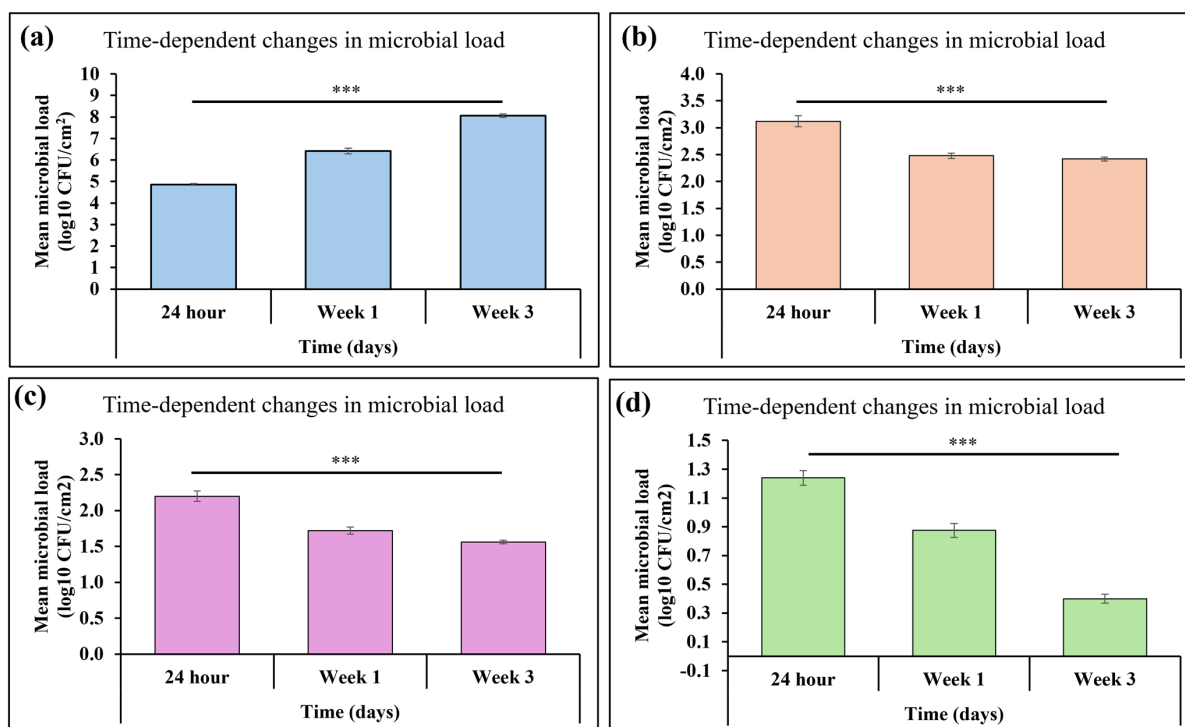 (a)
Time-dependent changes in microbial load
Mean microbial load
(log10 CFU/cm²)
10
9
8
7
6
5
4
3
2
1
0
***
24 hour
Week 1
Week 3
Time (days)
(b)
Time-dependent changes in microbial load
Mean microbial load
(log10 CFU/cm2)
4.0
3.5
3.0
2.5
2.0
1.5
1.0
0.5
0.0
***
24 hour
Week 1
Week 3
Time (days)
(c)
Time-dependent changes in microbial load
Mean microbial load
(log10 CFU/cm2)
3.0
2.5
2.0
1.5
1.0
0.5
0.0
***
24 hour
Week 1
Week 3
Time (days)
(d)
Time-dependent changes in microbial load
Mean microbial load
(log10 CFU/cm2)
1.5
1.3
1.1
0.9
0.7
0.5
0.3
0.1
-0.1
***
24 hour
Week 1
Week 3
Time (days)